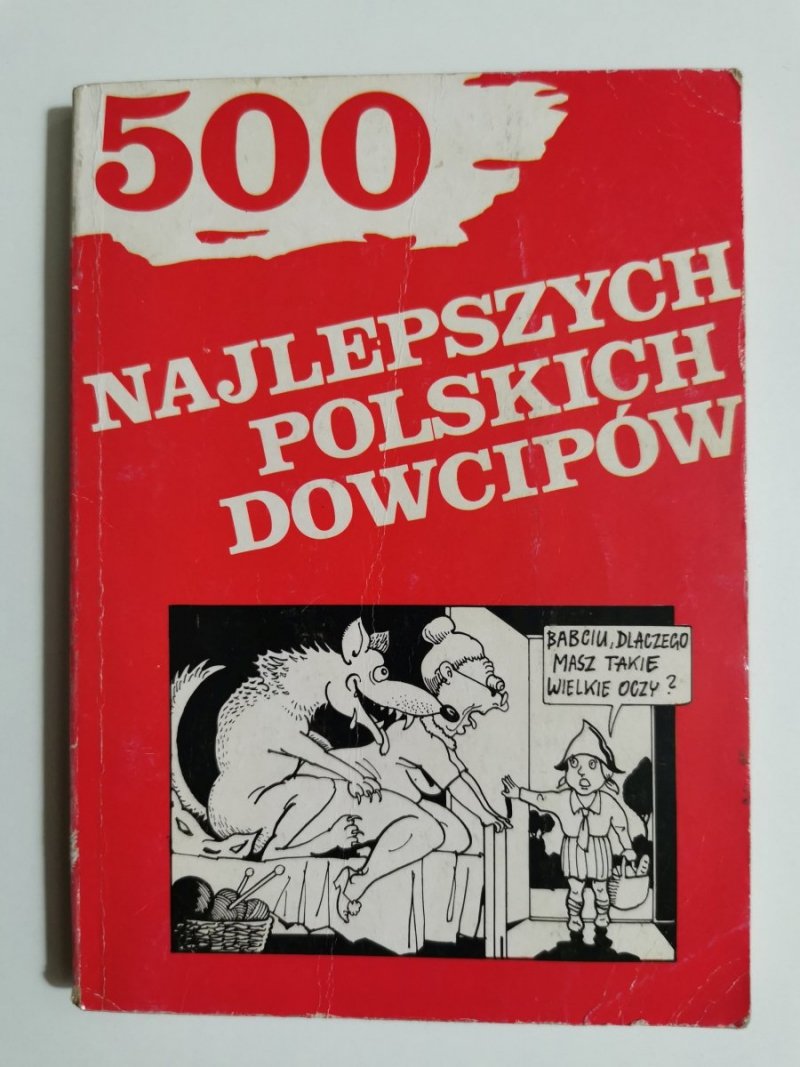 500
NAJLEPSZYCH
POLSKICH
DOWCIPÓW
BABCIU, DLACZEGO
MASZ TAKIE
WIELKIE OCZY?